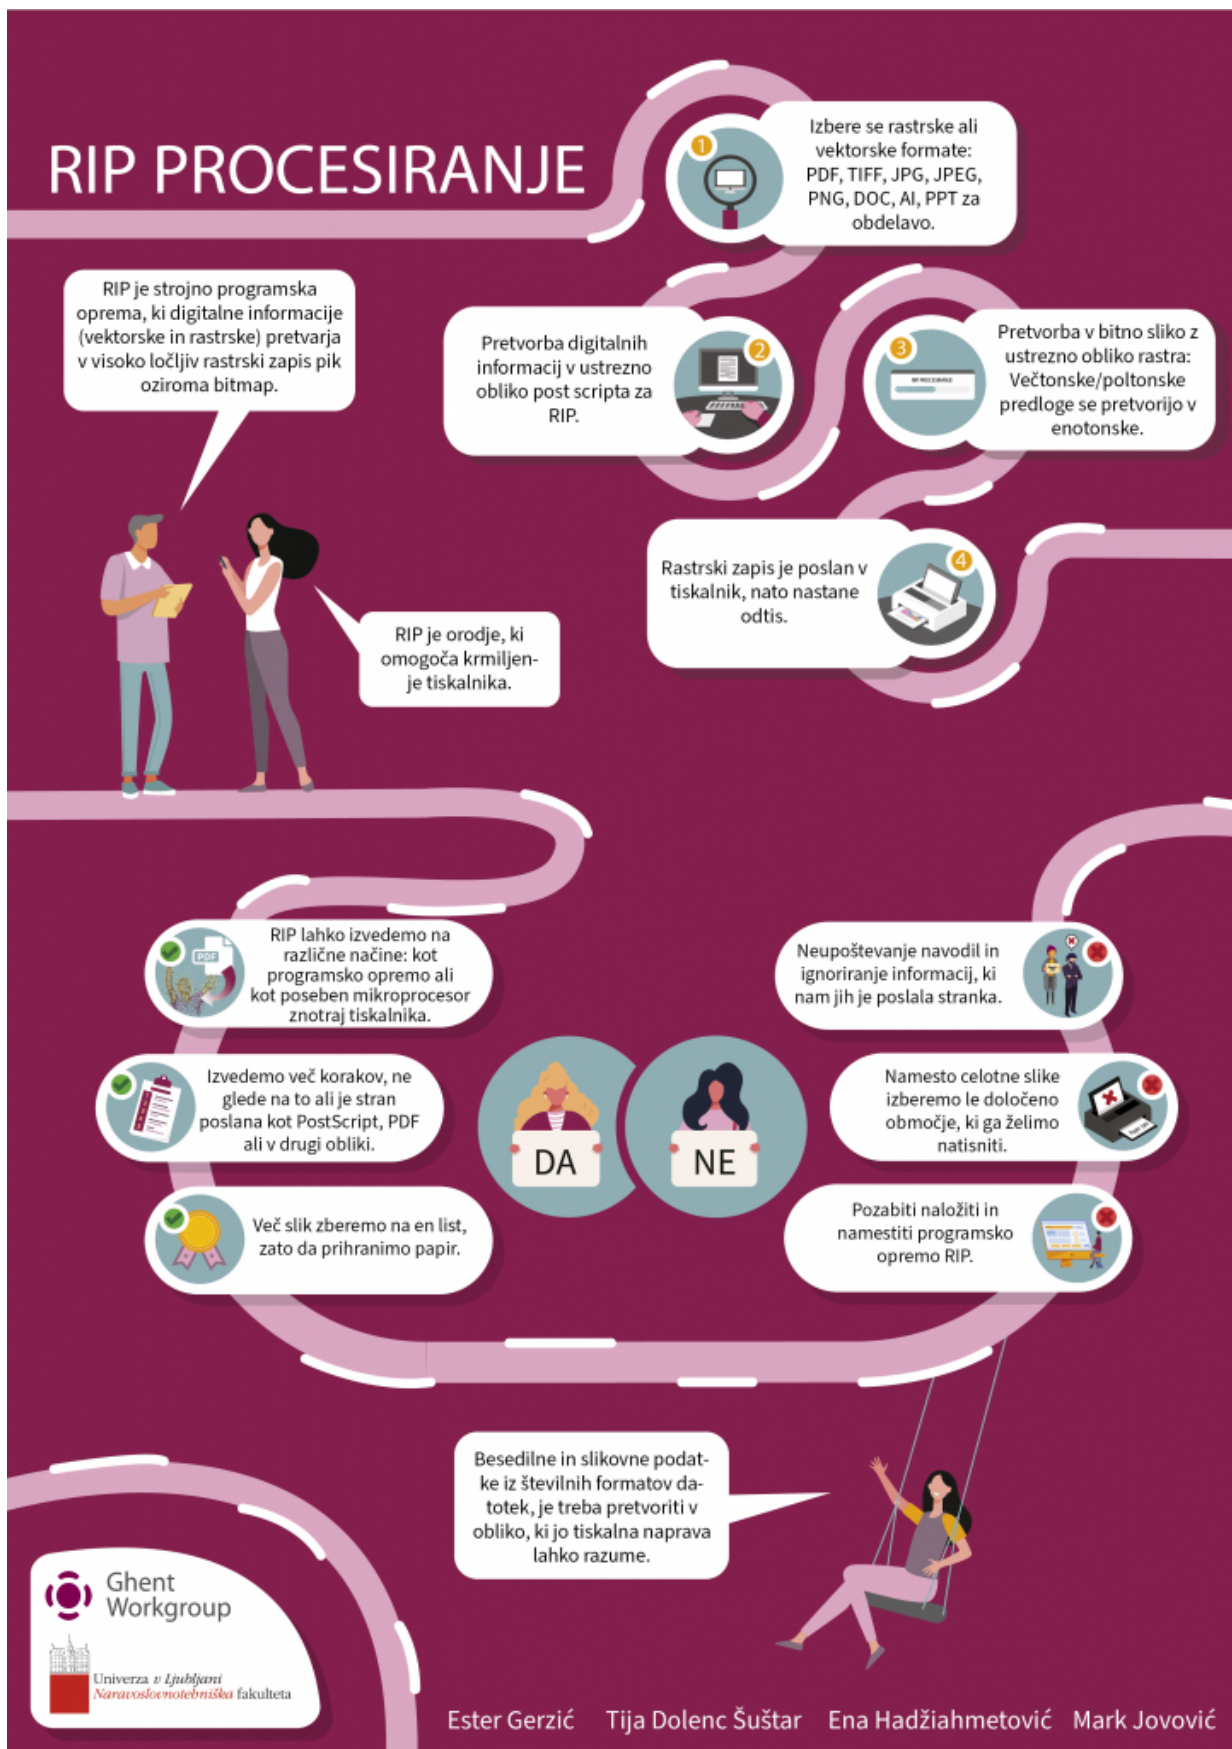 RIP PROCESIRANJE
1
Izbere se rastrske ali
vektorske formate:
PDF, TIFF, JPG, JPEG,
PNG, DOC, AI, PPT za
obdelavo.
RIP je strojno programska
oprema, ki digitalne informacije
(vektorske in rastrske) pretvarja
v visoko ločljiv rastrski zapis pik
oziroma bitmap.
Pretvorba digitalnih
informacij v ustrezno
obliko post scripta za
RIP.
2
3
RIP PROCESIRANJE
Pretvorba v bitno sliko z
ustrezno obliko rastra:
Večtonske/poltonske
predloge se pretvorijo v
enotonske.
Rastrski zapis je poslan v
tiskalnik, nato nastane
odtis.
4
RIP je orodje, ki
omogoča krmiljen-
je tiskalnika.
PDF
RIP lahko izvedemo na
različne načine: kot
programsko opremo ali
kot poseben mikroprocesor
znotraj tiskalnika.
Izvedemo več korakov, ne
glede na to ali je stran
poslana kot PostScript, PDF
ali v drugi obliki.
Več slik zberemo na en list,
zato da prihranimo papir.
DA
NE
Neupoštevanje navodil in
ignoriranje informacij, ki
nam jih je poslala stranka.
Namesto celotne slike
izberemo le določeno
območje, ki ga želimo
natisniti.
Pozabiti naložiti in
namestiti programsko
opremo RIP.
Besedilne in slikovne podat-
ke iz številnih formatov da-
totek, je treba pretvoriti v
obliko, ki jo tiskalna naprava
lahko razume.
Ghent
Workgroup
Univerza v Ljubljani
Naravoslovnotehniška fakulteta
Ester Gerzić Tija Dolenc Šuštar Ena Hadžiahmetović Mark Jovović